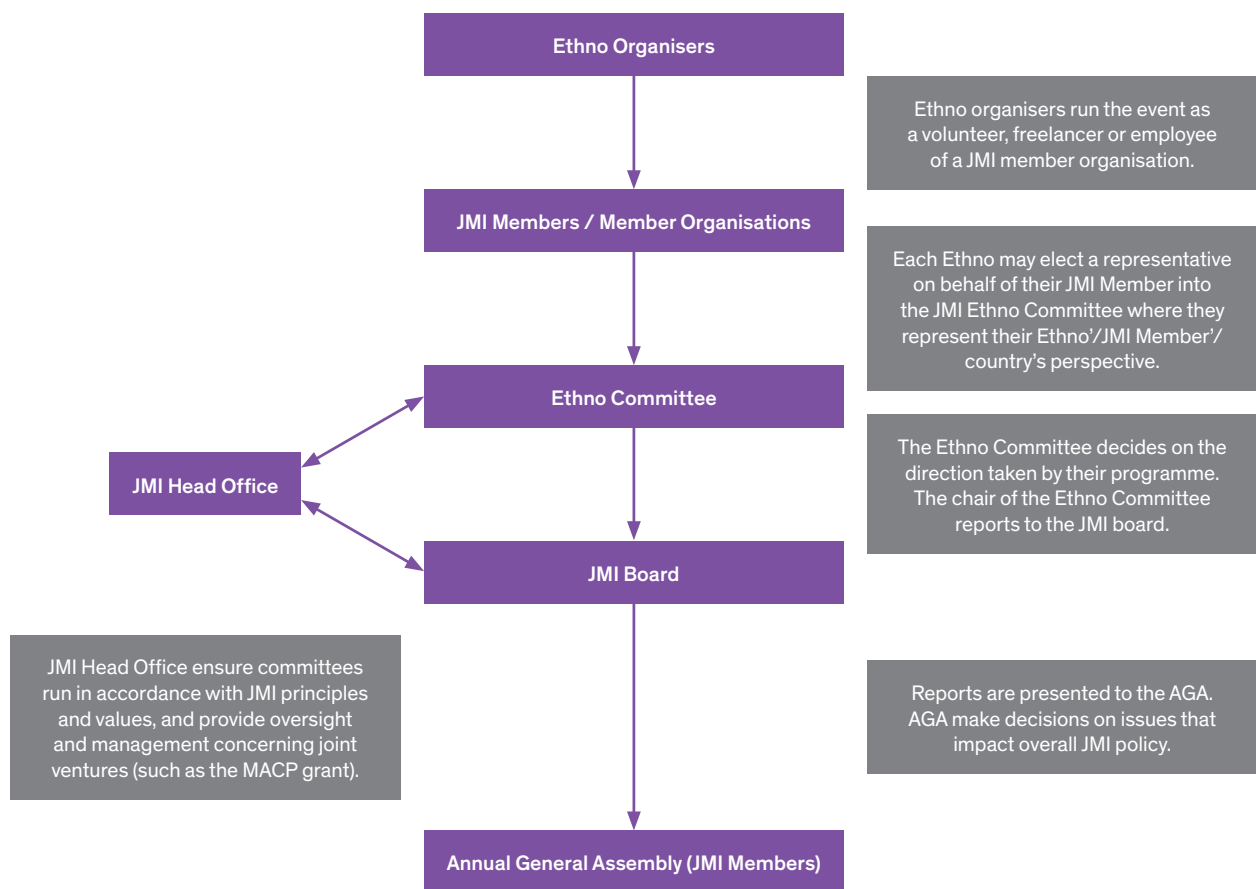 Ethno Organisers
Ethno organisers run the event as
a volunteer, freelancer or employee
of a JMI member organisation.
JMI Members / Member Organisations
Each Ethno may elect a representative
on behalf of their JMI Member into
the JMI Ethno Committee where they
represent their Ethno’/JMI Member’/
country’s perspective.
Ethno Committee
The Ethno Committee decides on the
direction taken by their programme.
The chair of the Ethno Committee
reports to the JMI board.
JMI Head Office
JMI Board
JMI Head Office ensure committees
run in accordance with JMI principles
and values, and provide oversight
and management concerning joint
ventures (such as the MACP grant).
Reports are presented to the AGA.
AGA make decisions on issues that
impact overall JMI policy.
Annual General Assembly (JMI Members)